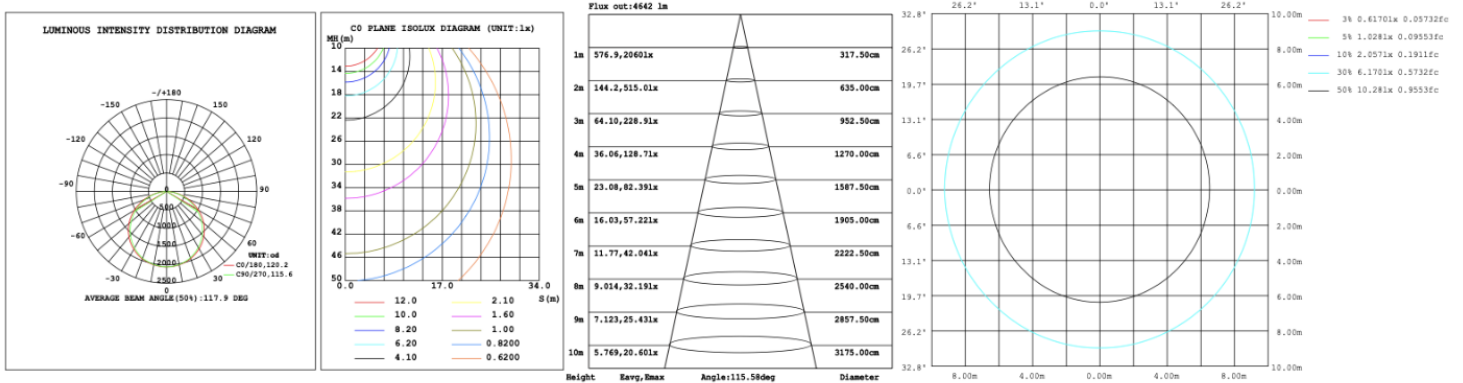 LUMINOUS INTENSITY DISTRIBUTION DIAGRAM
-/+180
-150
150
-120
120
-90
90
-60
60
-30
30
0
0
500
1000
1500
2000
2500
UNIT:cd
C0/180,120.2
C90/270,115.6
AVERAGE BEAM ANGLE(50%):117.9 DEG
C0 PLANE ISOLUX DIAGRAM (UNIT:lx)
MH(m)
10
14
18
22
26
30
34
38
42
46
50
0.0 17.0 34.0
S(m)
12.0 2.10
10.0 1.60
8.20 1.00
6.20 0.8200
4.10 0.6200
Flux out:4642 lm
1m 576.9,2060lx 317.50cm
2m 144.2,515.0lx 635.00cm
3m 64.10,228.9lx 952.50cm
4m 36.06,128.7lx 1270.00cm
5m 23.08,82.39lx 1587.50cm
6m 16.03,57.22lx 1905.00cm
7m 11.77,42.04lx 2222.50cm
8m 9.014,32.19lx 2540.00cm
9m 7.123,25.43lx 2857.50cm
10m 5.769,20.60lx 3175.00cm
Height Eavg,Emax Angle:115.58deg Diameter
26.2° 13.1° 0.0° 13.1° 26.2°
32.8° 10.00m
26.2° 8.00m
19.7° 6.00m
13.1° 4.00m
6.6° 2.00m
0.0° 0.00m
6.6° 2.00m
13.1° 4.00m
19.7° 6.00m
26.2° 8.00m
32.8° 10.00m
8.00m 4.00m 0.00m 4.00m 8.00m
3% 0.6170lx 0.05732fc
5% 1.028lx 0.09553fc
10% 2.057lx 0.1911fc
30% 6.170lx 0.5732fc
50% 10.28lx 0.9553fc